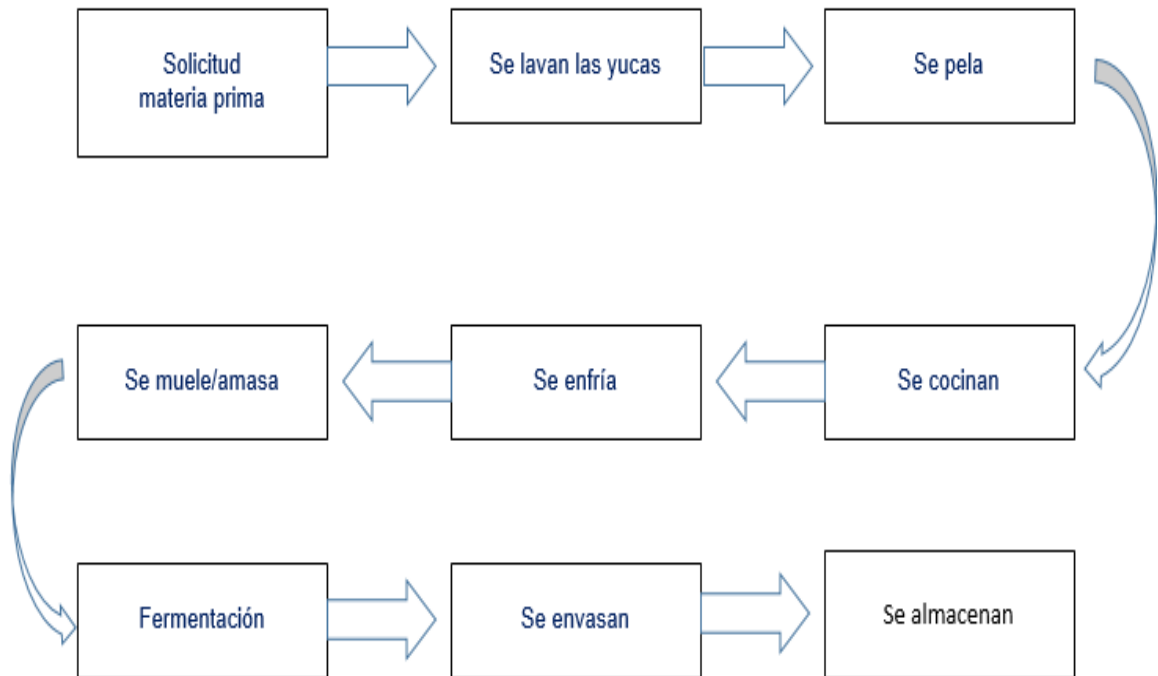 Solicitud
materia prima
Se lavan las yucas
Se pela
Se cocinan
Se enfría
Se muele/amasa
Fermentación
Se envasan
Se almacenan